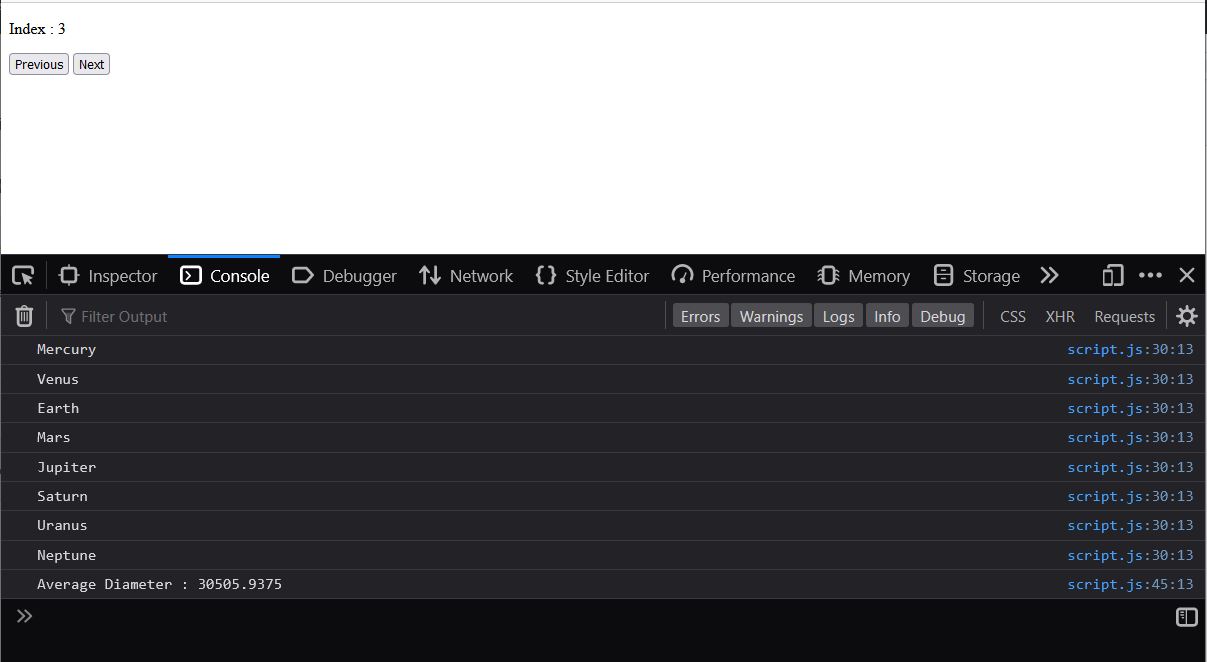 Index : 3
Previous Next
Inspector Console Debugger Network Style Editor Performance Memory Storage
Filter Output Errors Warnings Logs Info Debug CSS XHR Requests
Mercury script.js:30:13
Venus script.js:30:13
Earth script.js:30:13
Mars script.js:30:13
Jupiter script.js:30:13
Saturn script.js:30:13
Uranus script.js:30:13
Neptune script.js:30:13
Average Diameter : 30505.9375 script.js:45:13